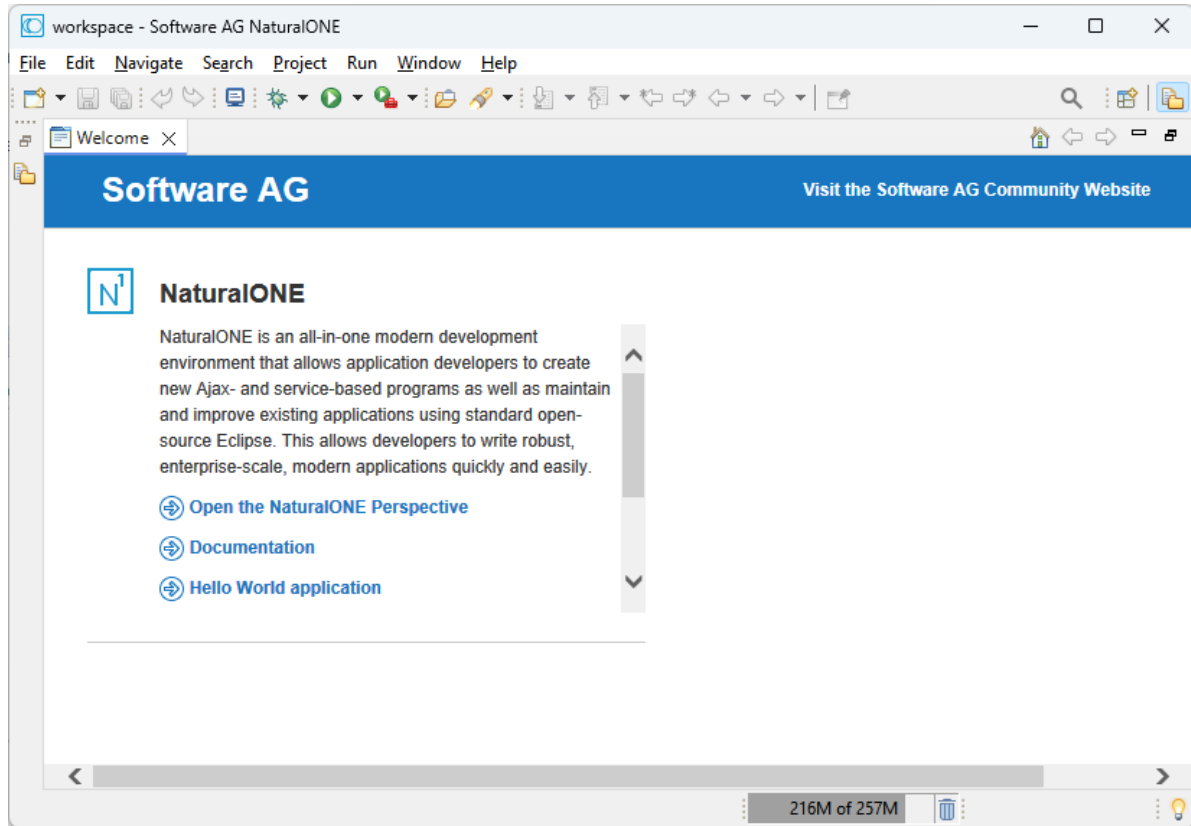 workspace - Software AG NaturalONE
File Edit Navigate Search Project Run Window Help
Welcome
Software AG
Visit the Software AG Community Website
N1
NaturalONE
NaturalONE is an all-in-one modern development
environment that allows application developers to create
new Ajax- and service-based programs as well as maintain
and improve existing applications using standard open-
source Eclipse. This allows developers to write robust,
enterprise-scale, modern applications quickly and easily.
Open the NaturalONE Perspective
Documentation
Hello World application
216M of 257M